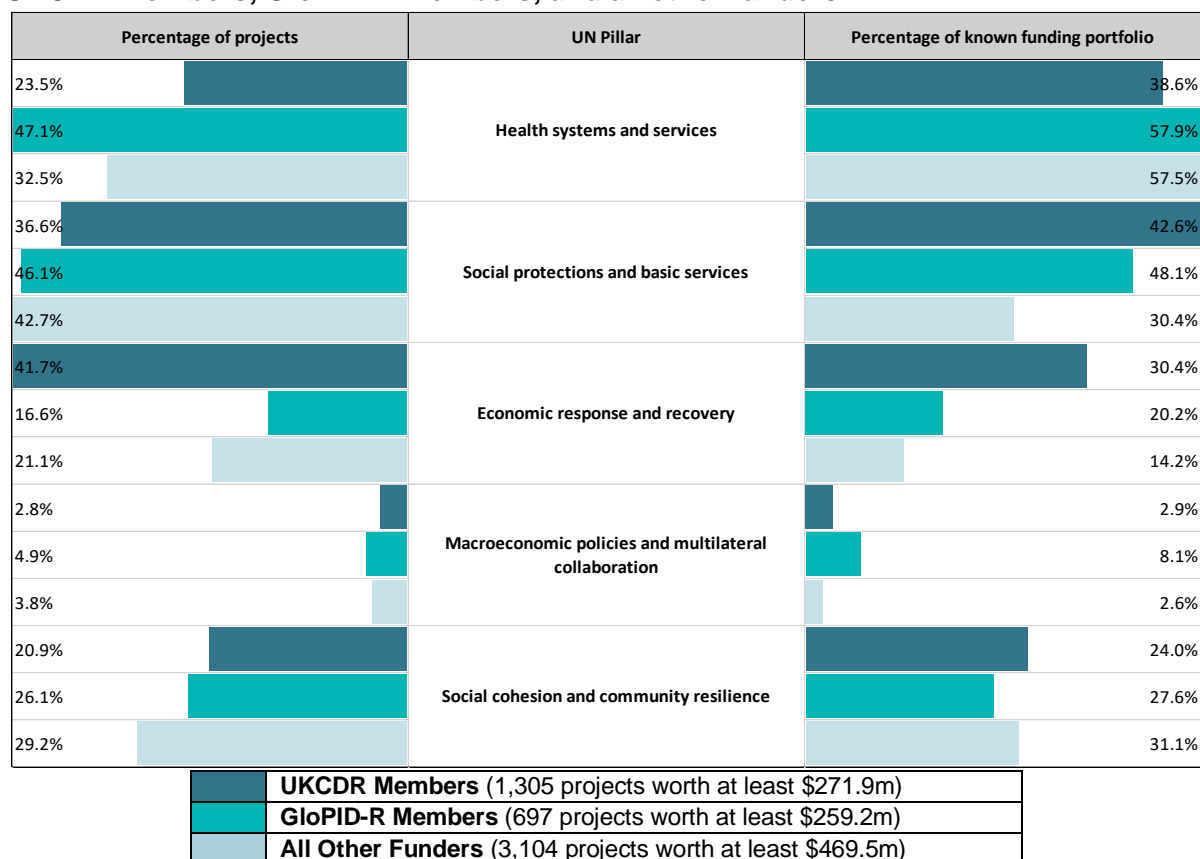 Percentage of projects UN Pillar Percentage of known funding portfolio
23.5% 38.6%
47.1% Health systems and services 57.9%
32.5% 57.5%
36.6% 42.6%
46.1% Social protections and basic services 48.1%
42.7% 30.4%
41.7% 30.4%
16.6% Economic response and recovery 20.2%
21.1% 14.2%
2.8% 2.9%
4.9% Macroeconomic policies and multilateral collaboration 8.1%
3.8% 2.6%
20.9% 24.0%
26.1% Social cohesion and community resilience 27.6%
29.2% 31.1%
UKCDR Members (1,305 projects worth at least $271.9m)
GloPID-R Members (697 projects worth at least $259.2m)
All Other Funders (3,104 projects worth at least $469.5m)